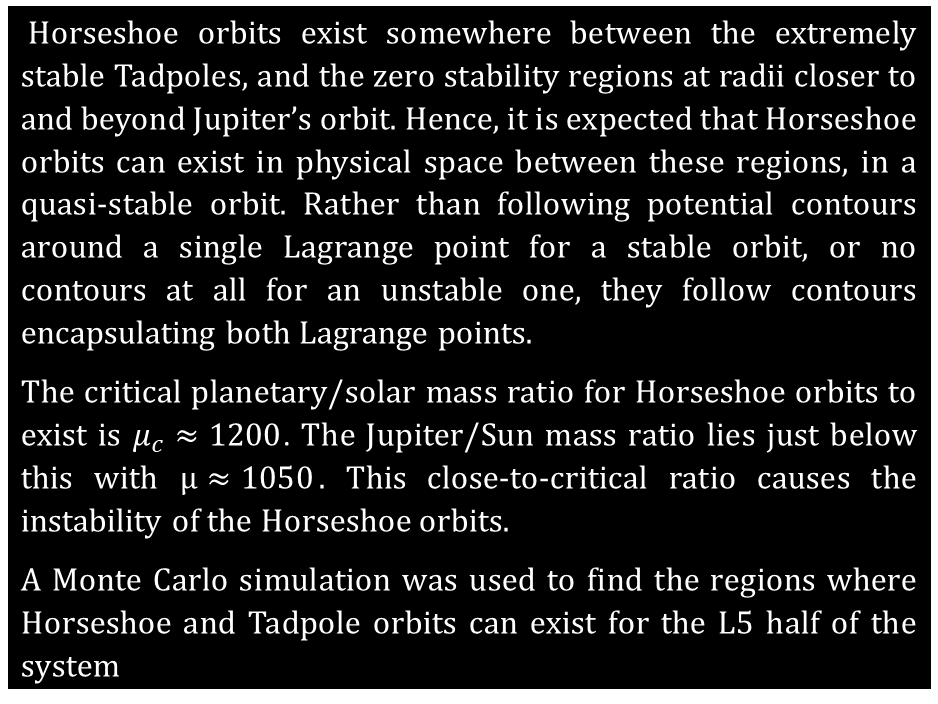 Horseshoe orbits exist somewhere between the extremely
stable Tadpoles, and the zero stability regions at radii closer to
and beyond Jupiter’s orbit. Hence, it is expected that Horseshoe
orbits can exist in physical space between these regions, in a
quasi-stable orbit. Rather than following potential contours
around a single Lagrange point for a stable orbit, or no
contours at all for an unstable one, they follow contours
encapsulating both Lagrange points.
The critical planetary/solar mass ratio for Horseshoe orbits to
exist is μ_c ≈ 1200. The Jupiter/Sun mass ratio lies just below
this with μ ≈ 1050. This close-to-critical ratio causes the
instability of the Horseshoe orbits.
A Monte Carlo simulation was used to find the regions where
Horseshoe and Tadpole orbits can exist for the L5 half of the
system